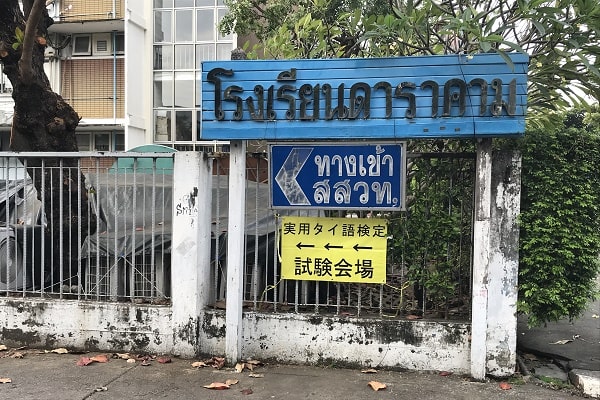 โรงเรียนดาราคาม
ทางเข้า
สสวท.
実用タイ語検定
←←←
試験会場